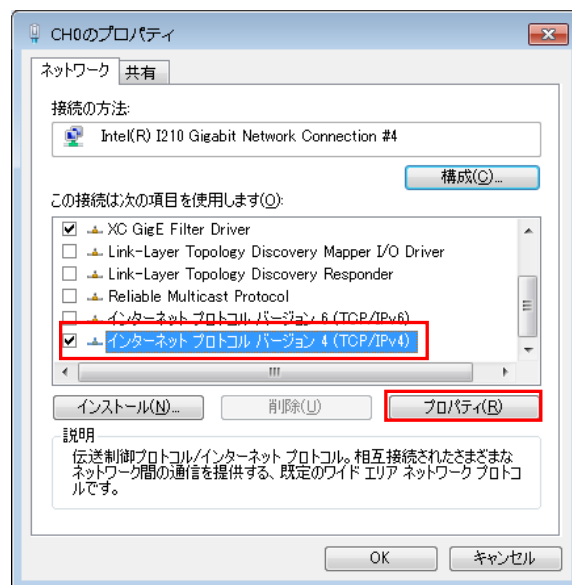 CH0のプロパティ
ネットワーク 共有
接続の方法:
Intel(R) I210 Gigabit Network Connection #4
構成(C)...
この接続は次の項目を使用します(O):
XC GigE Filter Driver
Link-Layer Topology Discovery Mapper I/O Driver
Link-Layer Topology Discovery Responder
Reliable Multicast Protocol
インターネット プロトコル バージョン 6 (TCP/IPv6)
インターネット プロトコル バージョン 4 (TCP/IPv4)
インストール(N)... 削除(U) プロパティ(R)
説明
伝送制御プロトコル/インターネット プロトコル。相互接続されたさまざまな
ネットワーク間の通信を提供する、既定のワイド エリア ネットワーク プロトコ
ルです。
OK キャンセル